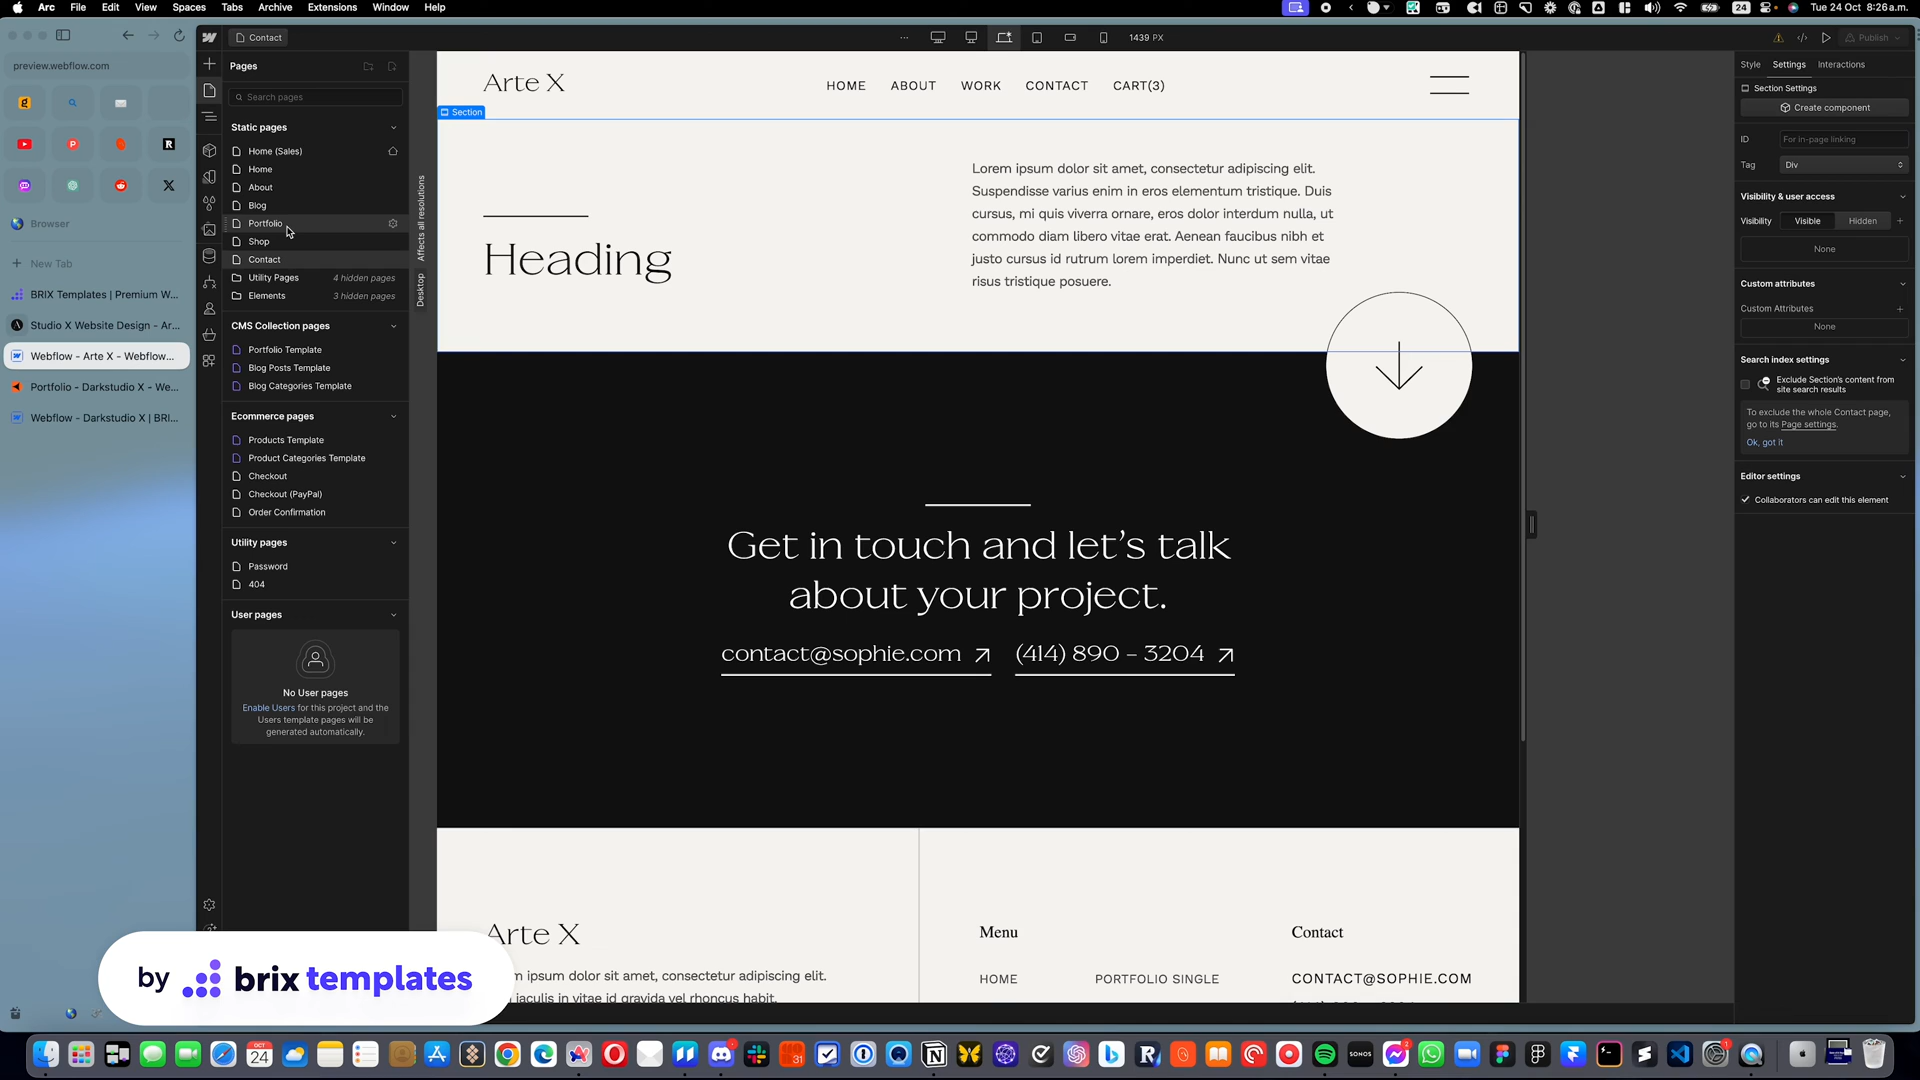 Arc File Edit View Spaces Tabs Archive Extensions Window Help
24 Tue 24 Oct 8:26 a.m.
preview.webflow.com
Browser
New Tab
BRIX Templates | Premium W...
Studio X Website Design - Ar...
Webflow - Arte X - Webflow...
Portfolio - Darkstudio X - We...
Webflow - Darkstudio X | BRI...
Contact
1439 PX
Publish
Pages
Search pages
Static pages
Home (Sales)
Home
About
Blog
Portfolio
Shop
Contact
Utility Pages 4 hidden pages
Elements 3 hidden pages
CMS Collection pages
Portfolio Template
Blog Posts Template
Blog Categories Template
Ecommerce pages
Products Template
Product Categories Template
Checkout
Checkout (PayPal)
Order Confirmation
Utility pages
Password
404
User pages
No User pages
Enable Users for this project and the
Users template pages will be
generated automatically.
Affects all resolutions
Desktop
Arte X
HOME ABOUT WORK CONTACT CART(3)
Section
Heading
Lorem ipsum dolor sit amet, consectetur adipiscing elit.
Suspendisse varius enim in eros elementum tristique. Duis
cursus, mi quis viverra ornare, eros dolor interdum nulla, ut
commodo diam libero vitae erat. Aenean faucibus nibh et
justo cursus id rutrum lorem imperdiet. Nunc ut sem vitae
risus tristique posuere.
Get in touch and let's talk
about your project.
contact@sophie.com (414) 890 – 3204
Arte X
m ipsum dolor sit amet, consectetur adipiscing elit,
iaculis in vitae id gravida vel rhoncus habit.
Menu
HOME PORTFOLIO SINGLE
Contact
CONTACT@SOPHIE.COM
Style Settings Interactions
Section Settings
Create component
ID For in-page linking
Tag Div
Visibility & user access
Visibility Visible Hidden
None
Custom attributes
Custom Attributes
None
Search index settings
Exclude Section's content from
site search results
To exclude the whole Contact page,
go to its Page settings.
Ok, got it
Editor settings
Collaborators can edit this element
by brix templates
OCT
24
SONOS